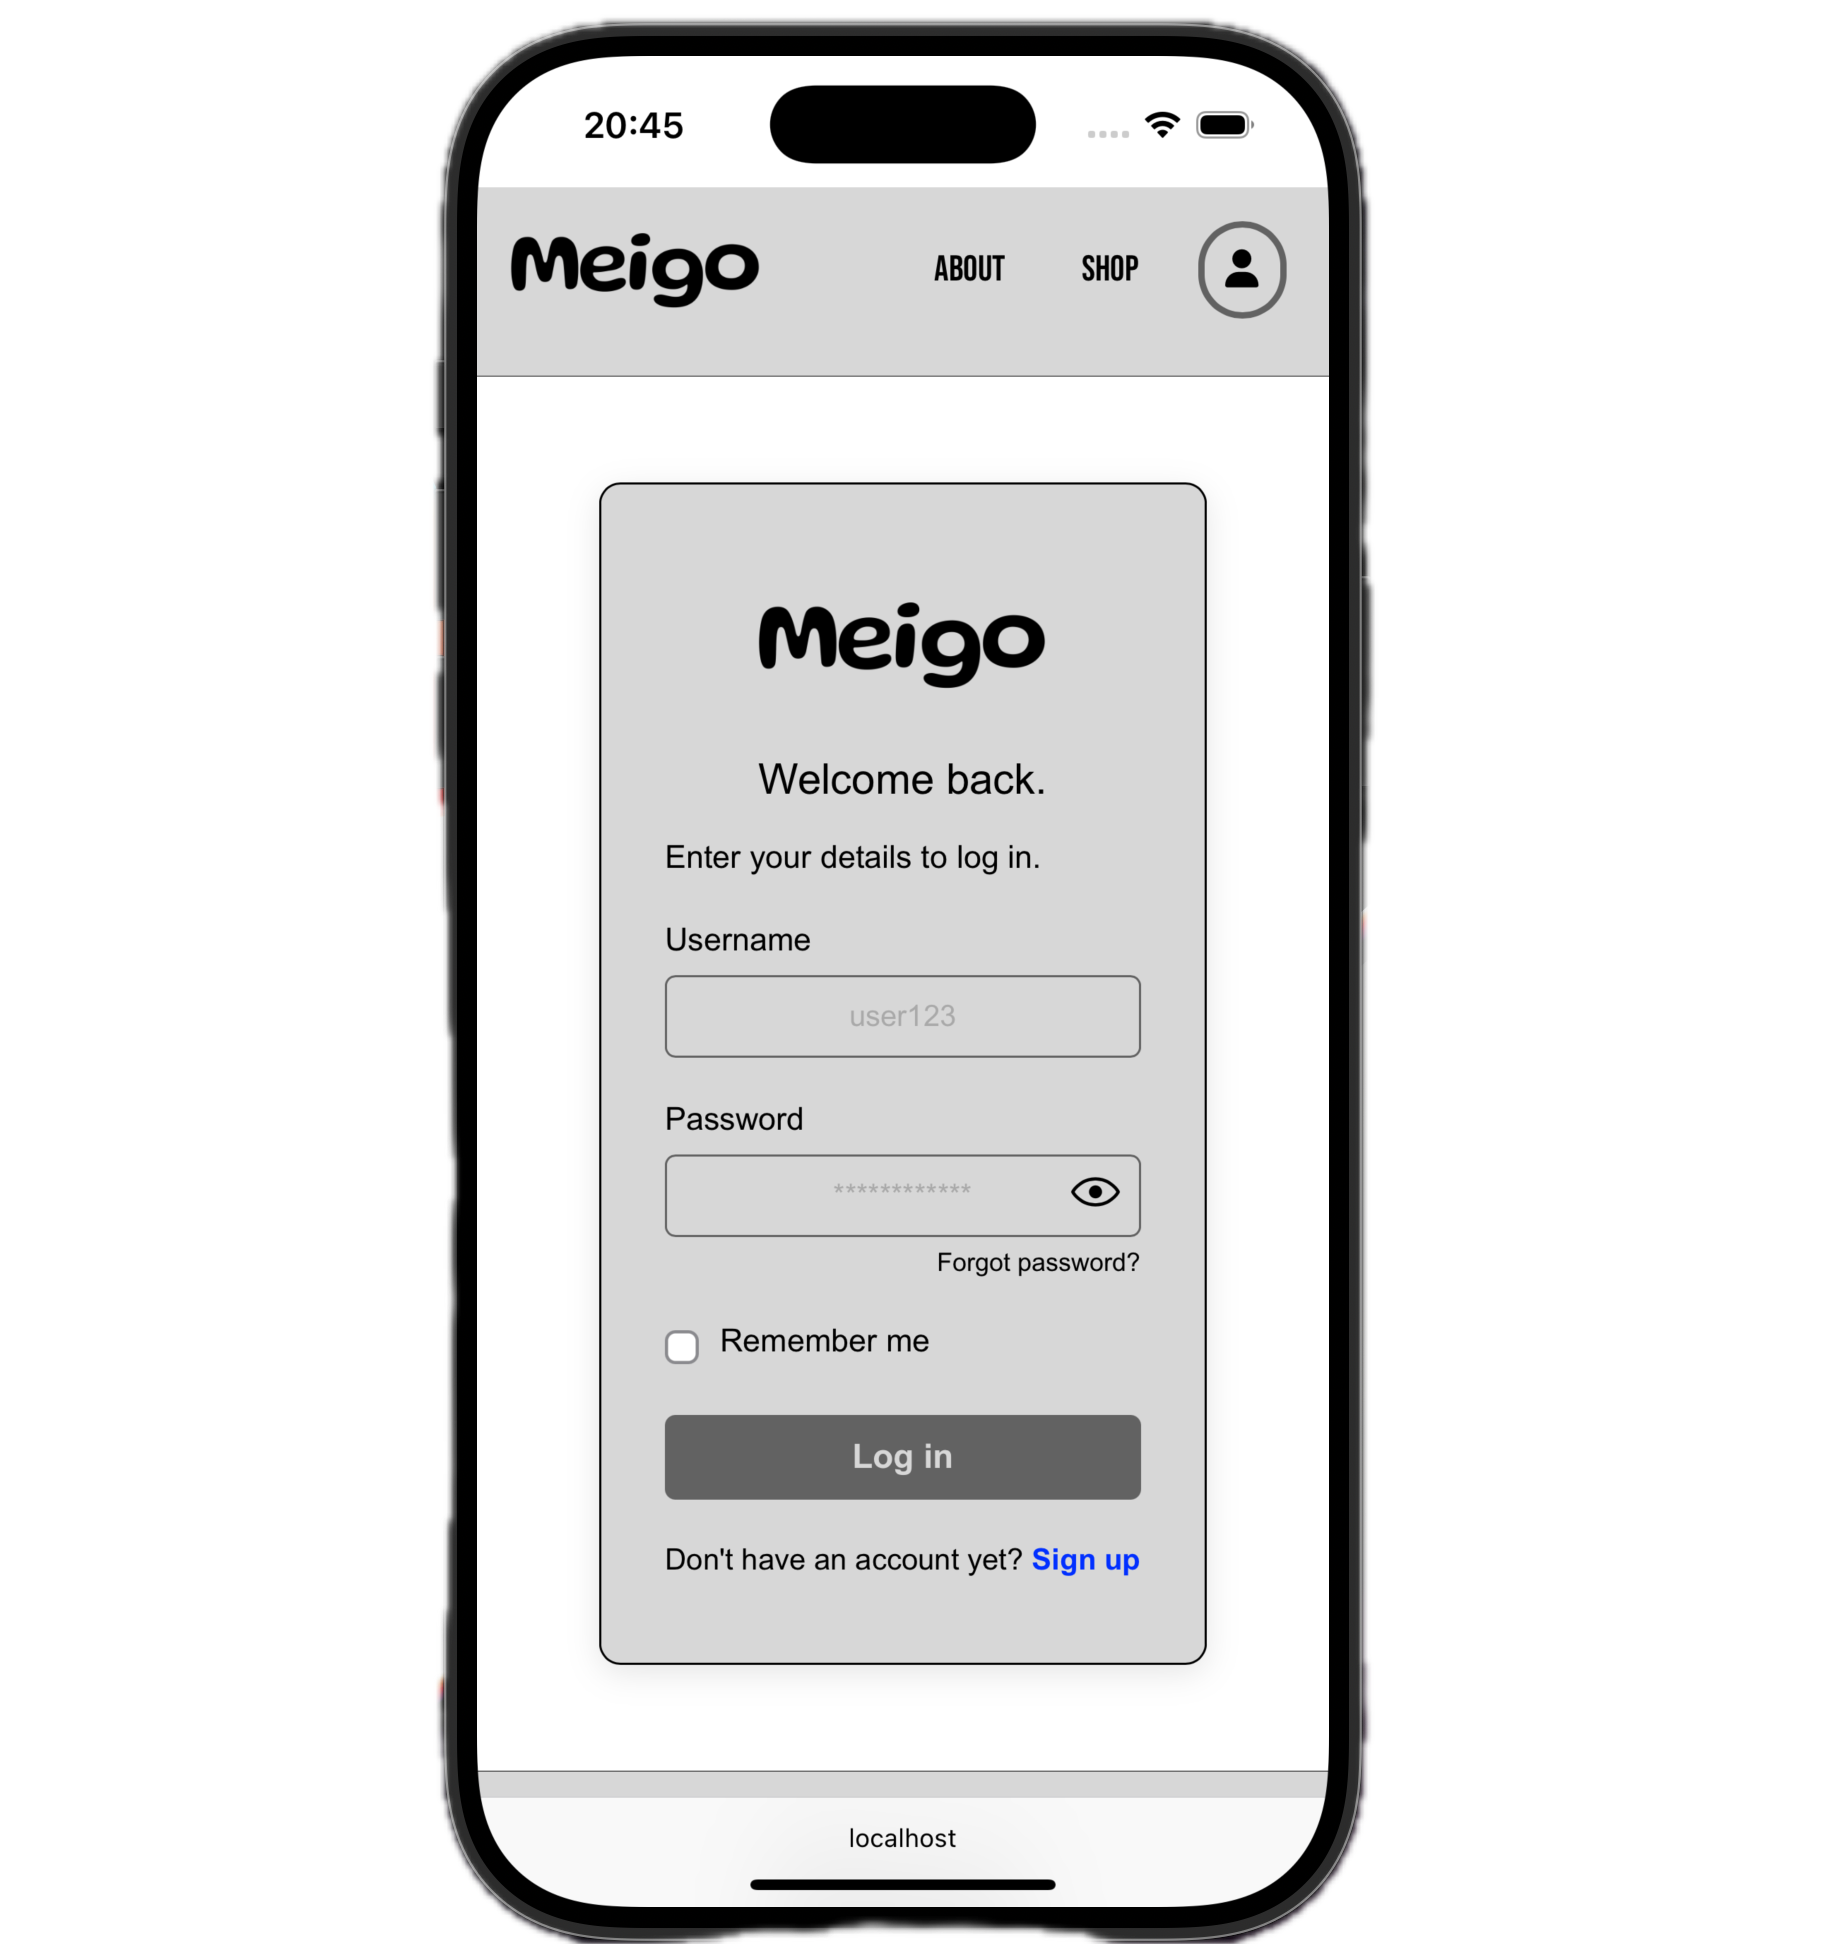 20:45
Meigo ABOUT SHOP
Meigo
Welcome back.
Enter your details to log in.
Username
user123
Password
************
Forgot password?
Remember me
Log in
Don't have an account yet? Sign up
localhost